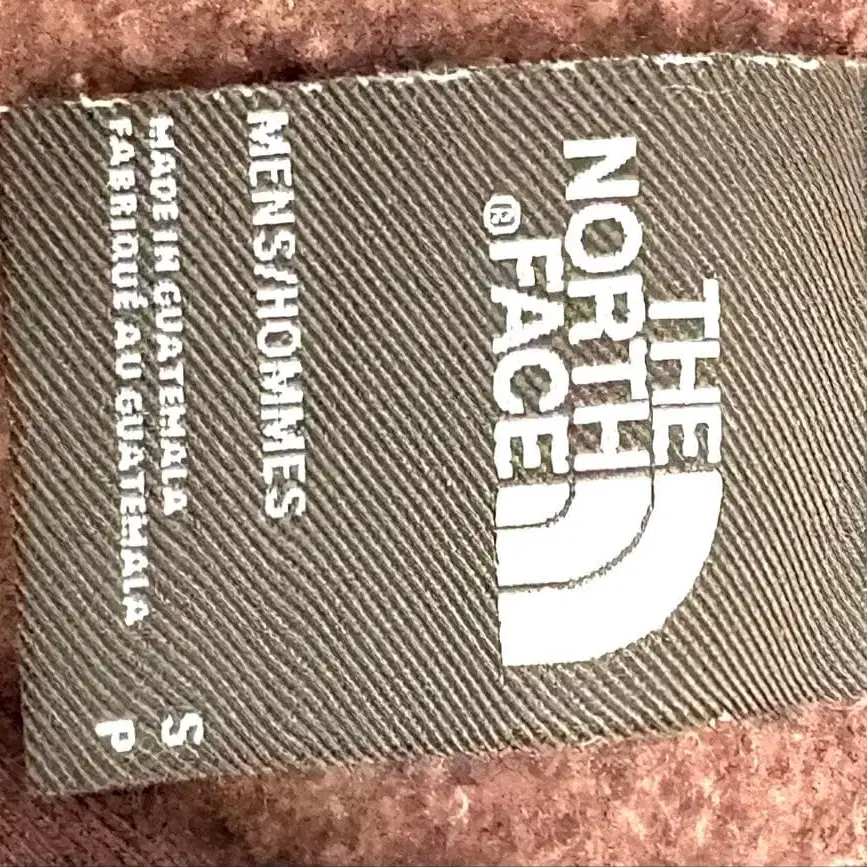 THE
NORTH
®FACE
MENS/HOMMES
MADE IN GUATEMALA
FABRIQUÉ AU GUATEMALA
S
P